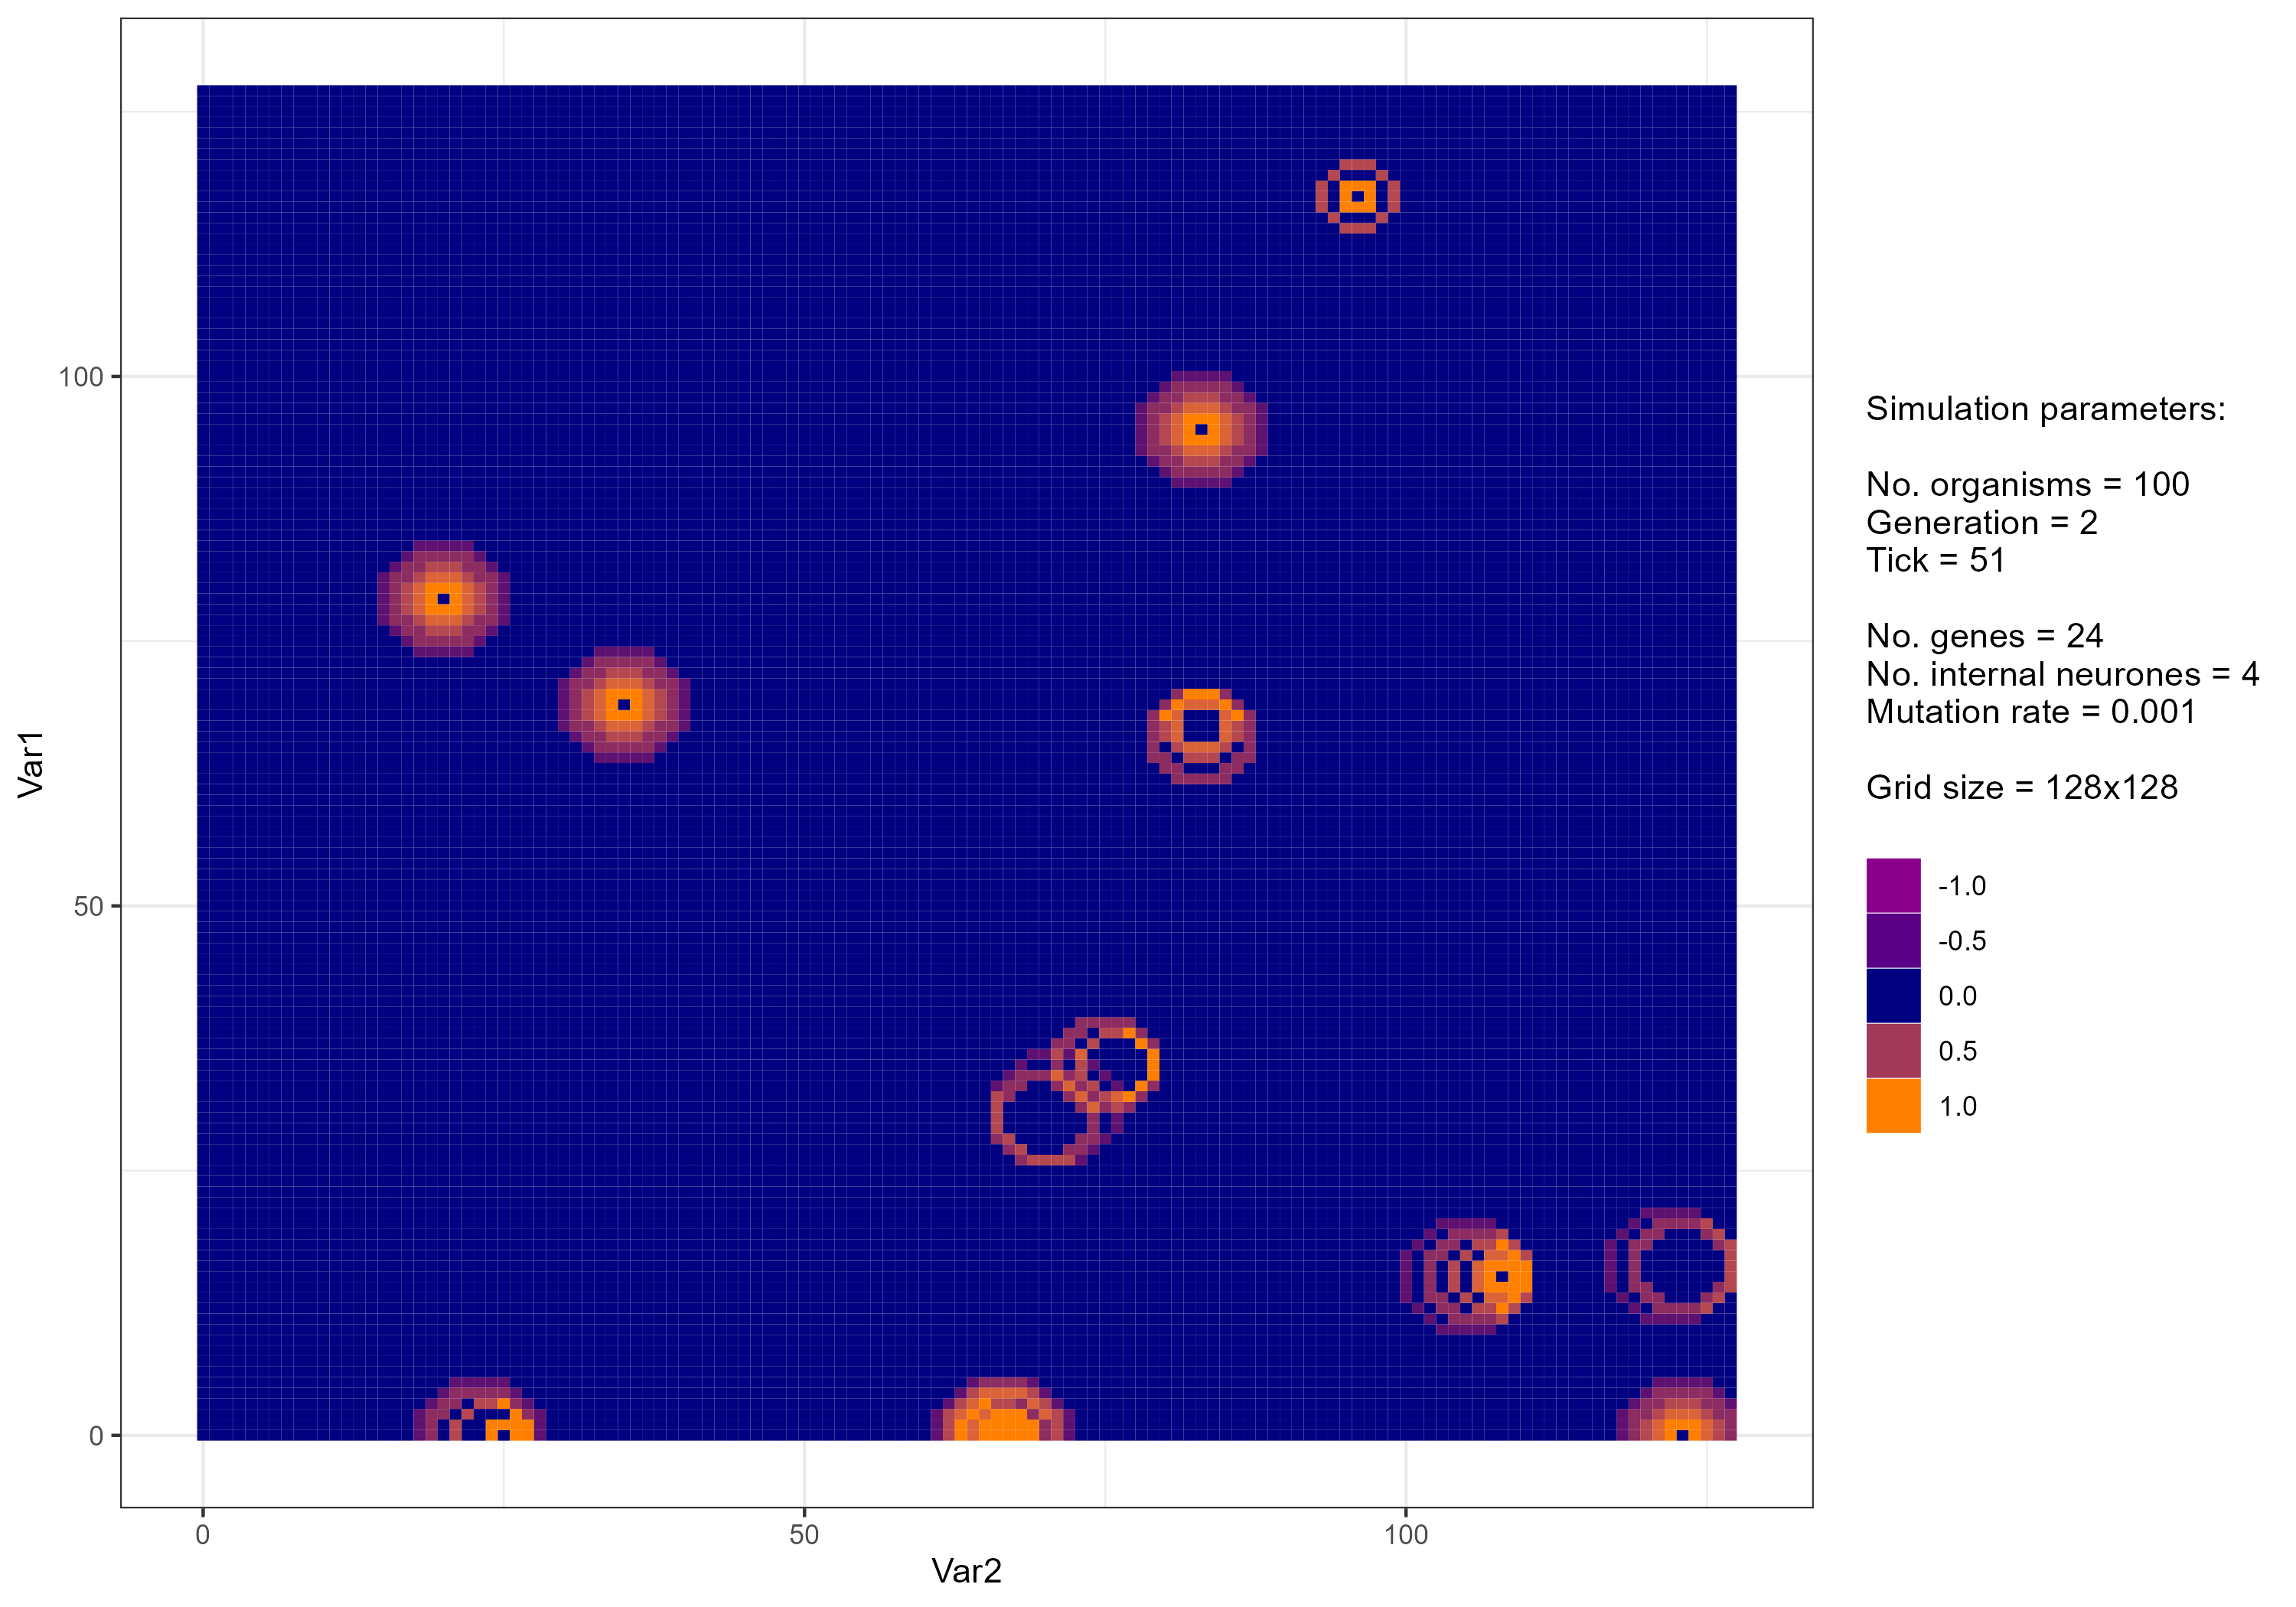 100
50
0
Var1
0
50
100
Var2
Simulation parameters:
No. organisms = 100
Generation = 2
Tick = 51
No. genes = 24
No. internal neurones = 4
Mutation rate = 0.001
Grid size = 128x128
-1.0
-0.5
0.0
0.5
1.0